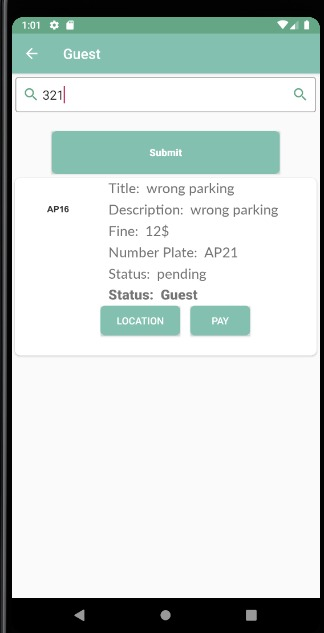 1:01
Guest
321
Submit
Title: wrong parking
AP16
Description: wrong parking
Fine: 12$
Number Plate: AP21
Status: pending
Status: Guest
LOCATION PAY